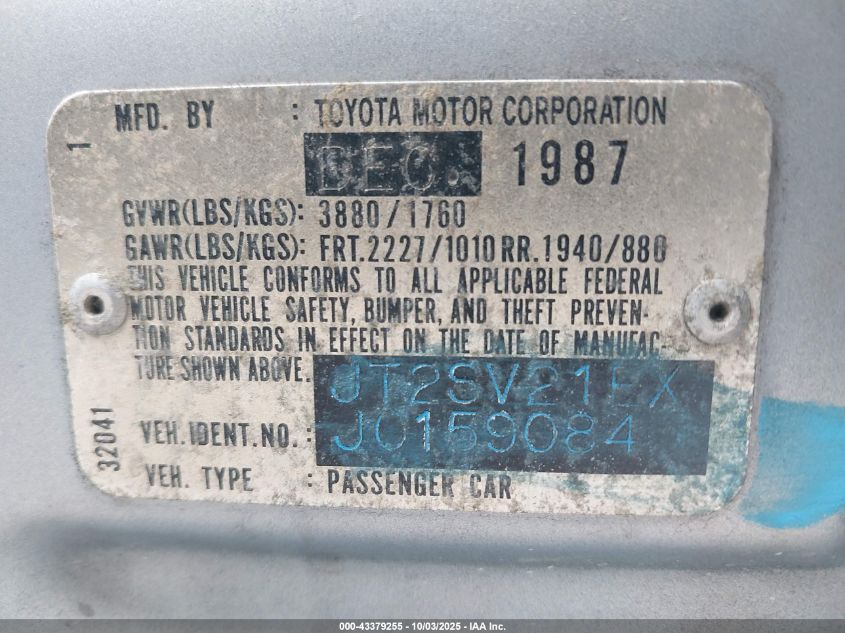 MFD. BY : TOYOTA MOTOR CORPORATION
1
DEC. 1987
GVWR(LBS/KGS): 3880/1760
GAWR(LBS/KGS): FRT.2227/1010RR.1940/880
THIS VEHICLE CONFORMS TO ALL APPLICABLE FEDERAL
MOTOR VEHICLE SAFETY, BUMPER, AND THEFT PREVEN-
TION STANDARDS IN EFFECT ON THE DATE OF MANUFAC-
TURE SHOWN ABOVE.
JT2SV21EX
VEH. IDENT. NO. : J0159084
32041
VEH. TYPE : PASSENGER CAR
000-43379255 - 10/03/2025 - IAA Inc.